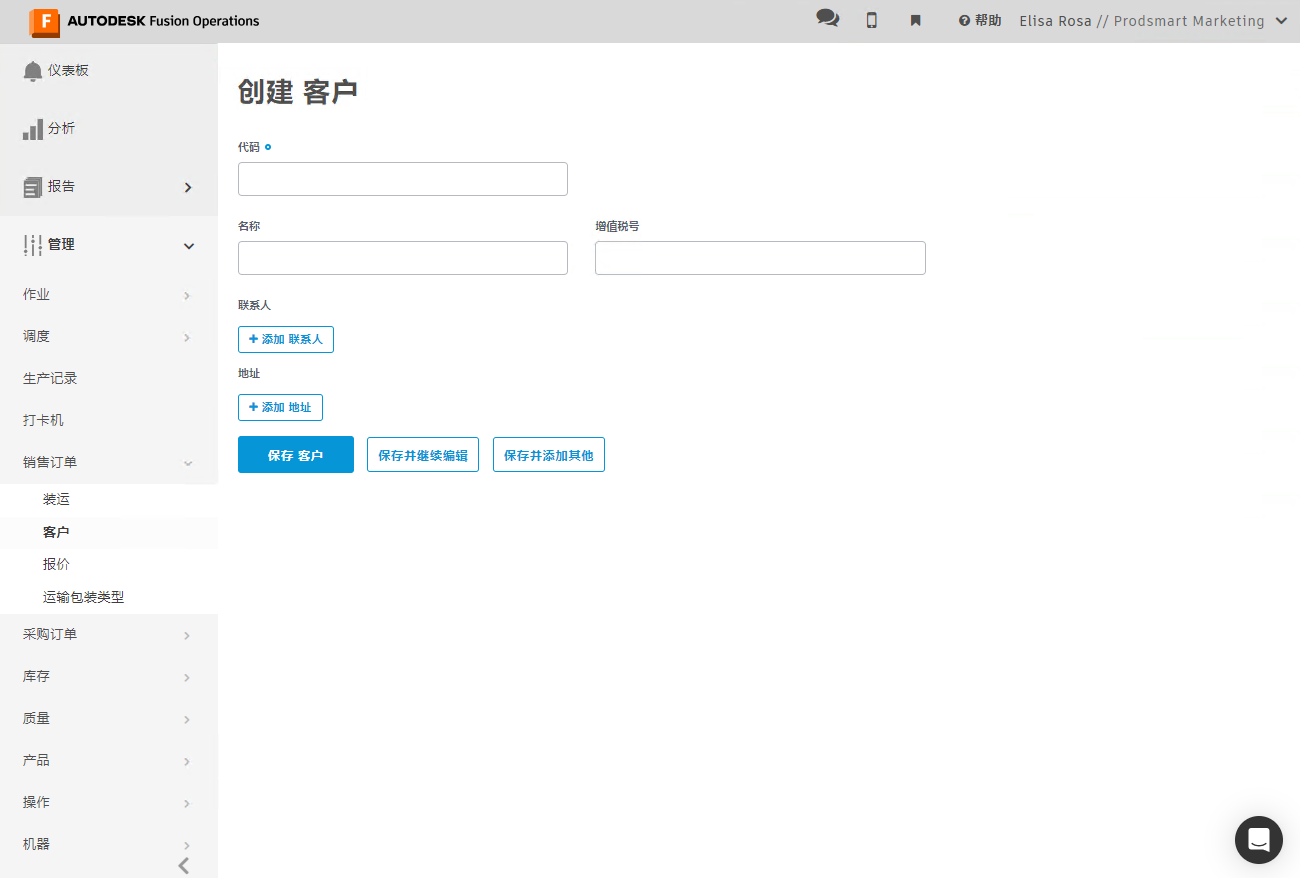 AUTODESK Fusion Operations
帮助
Elisa Rosa // Prodsmart Marketing
仪表板
分析
报告
管理
作业
调度
生产记录
打卡机
销售订单
装运
客户
报价
运输包装类型
采购订单
库存
质量
产品
操作
机器
创建 客户
代码
名称
增值税号
联系人
+ 添加 联系人
地址
+ 添加 地址
保存 客户
保存并继续编辑
保存并添加其他